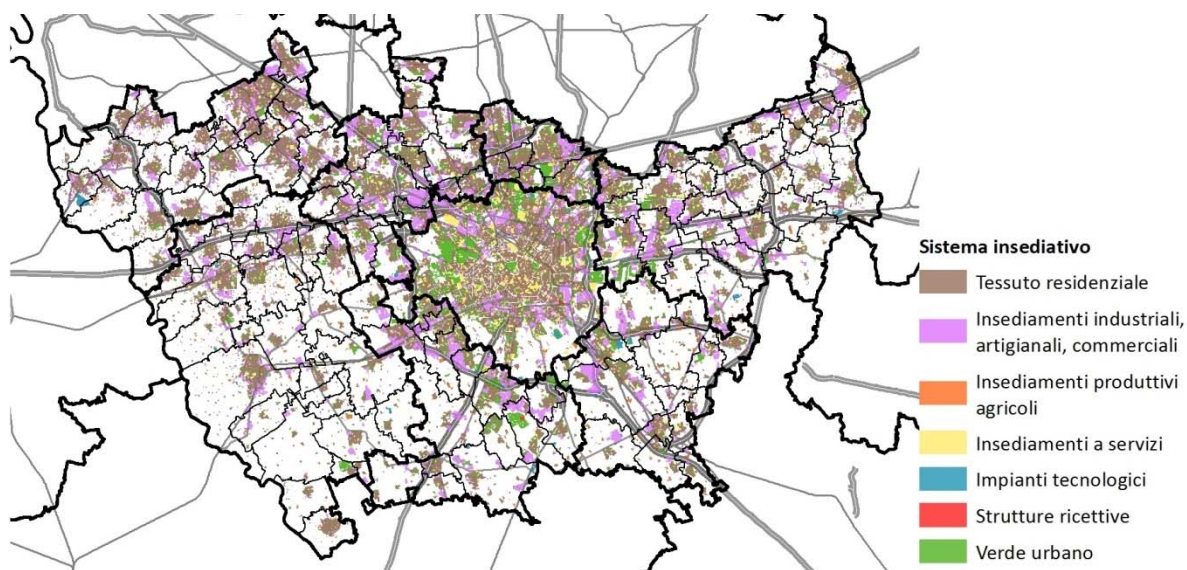 Sistema insediativo
Tessuto residenziale
Insediamenti industriali,
artigianali, commerciali
Insediamenti produttivi
agricoli
Insediamenti a servizi
Impianti tecnologici
Strutture ricettive
Verde urbano